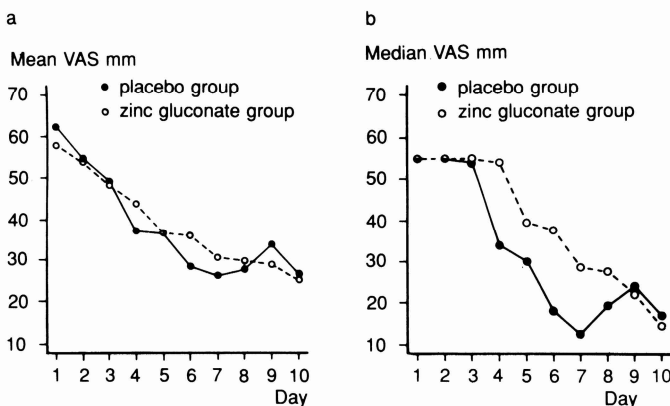 a
Mean VAS mm
placebo group
zinc gluconate group
70
60
50
40
30
20
10
1 2 3 4 5 6 7 8 9 10
Day
b
Median VAS mm
placebo group
zinc gluconate group
70
60
50
40
30
20
10
1 2 3 4 5 6 7 8 9 10
Day